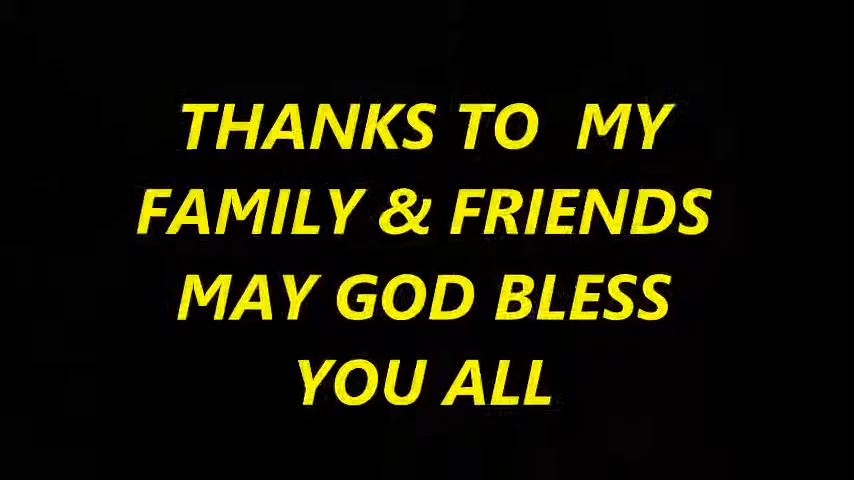 THANKS TO MY
FAMILY & FRIENDS
MAY GOD BLESS
YOU ALL